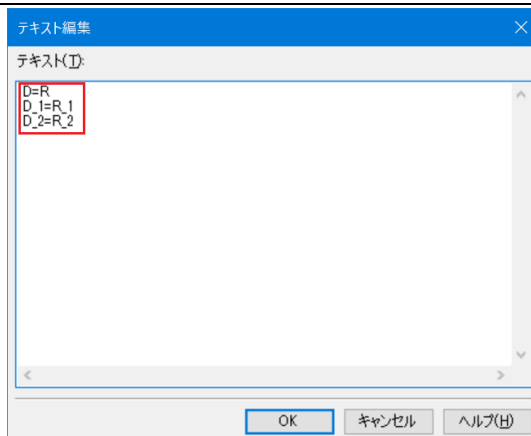 テキスト編集
テキスト(T):
D=R
D_1=R_1
D_2=R_2
OK
キャンセル
ヘルプ(H)